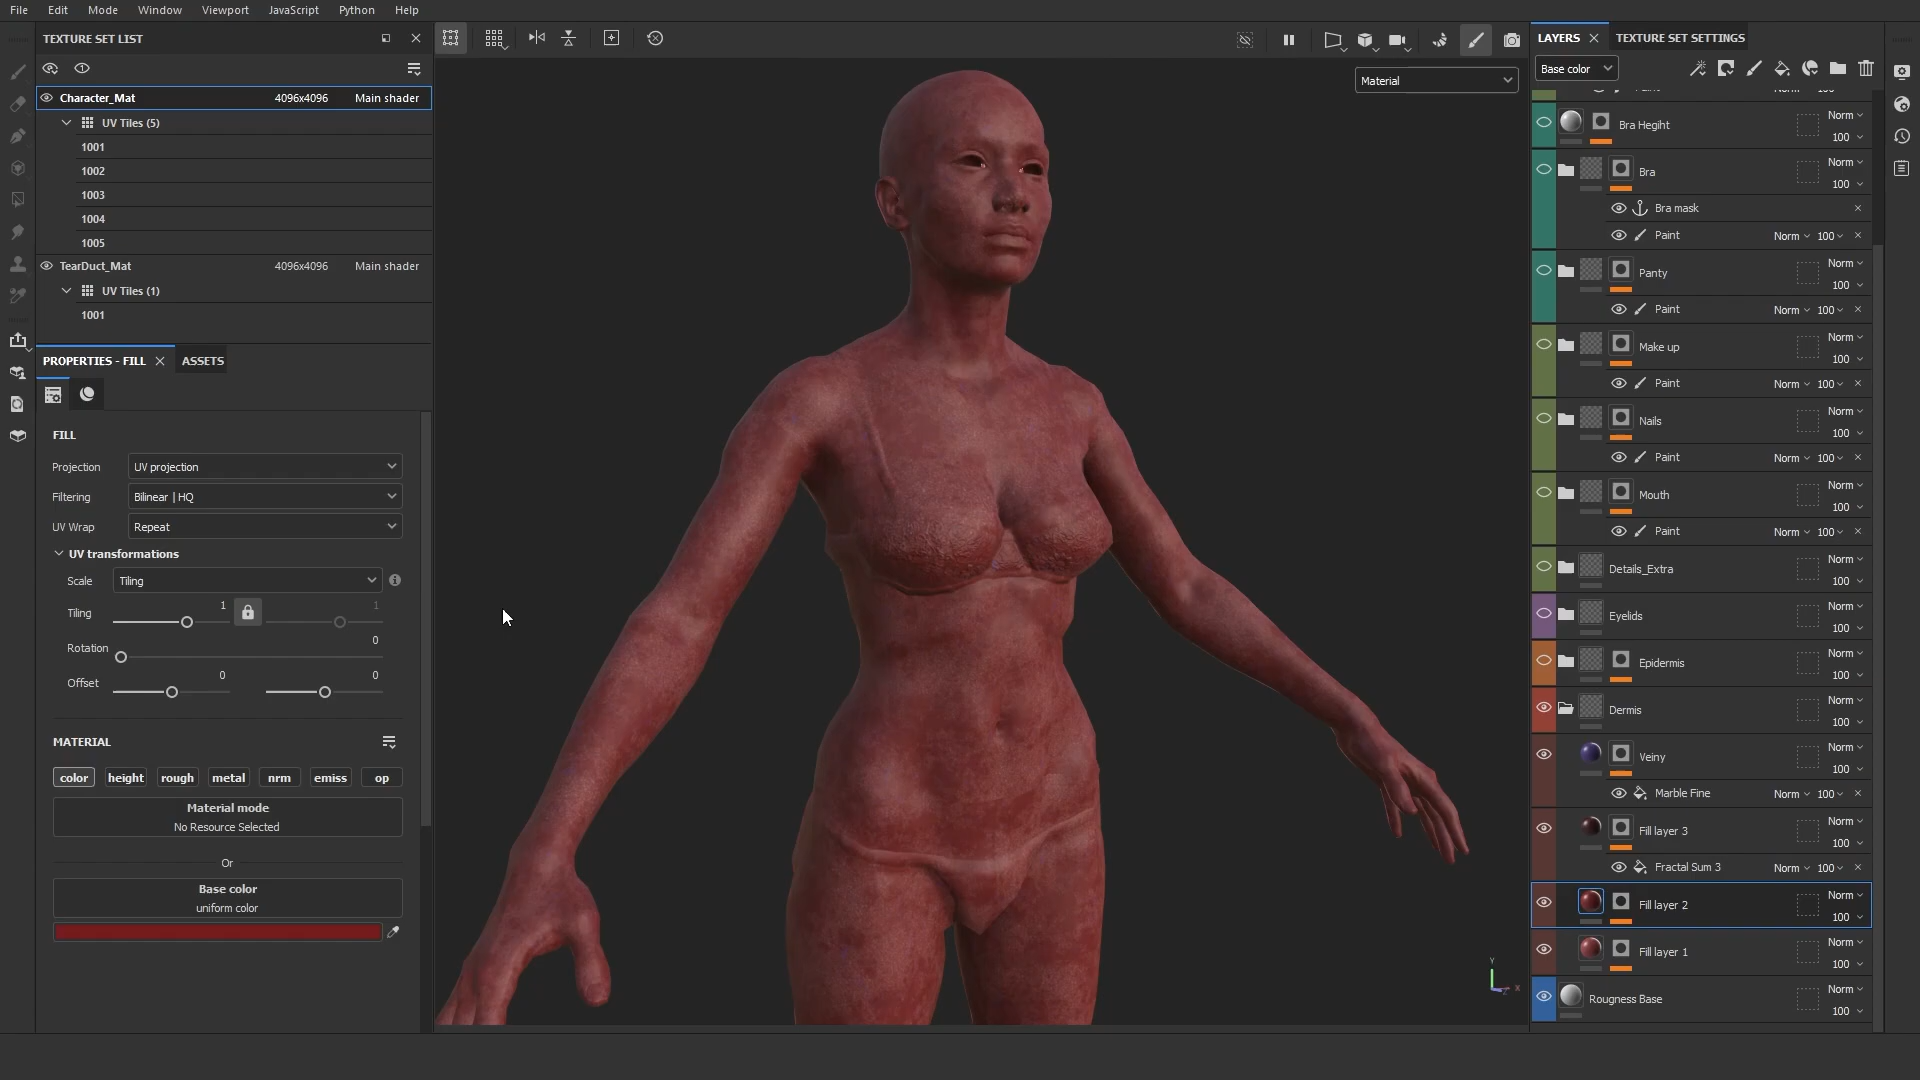 File Edit Mode Window Viewport JavaScript Python Help
TEXTURE SET LIST
Character_Mat 4096x4096 Main shader
UV Tiles (5)
1001
1002
1003
1004
1005
TearDuct_Mat 4096x4096 Main shader
UV Tiles (1)
1001
PROPERTIES - FILL ASSETS
FILL
Projection UV projection
Filtering Bilinear | HQ
UV Wrap Repeat
UV transformations
Scale Tiling
Tiling 1 1
Rotation 0
Offset 0 0
MATERIAL
color height rough metal nrm emiss op
Material mode
No Resource Selected
Or
Base color
uniform color
Material
Y
X
LAYERS TEXTURE SET SETTINGS
Base color
Bra Hegiht Norm 100
Bra Norm 100
Bra mask
Paint Norm 100
Panty Norm 100
Paint Norm 100
Make up Norm 100
Paint Norm 100
Nails Norm 100
Paint Norm 100
Mouth Norm 100
Paint Norm 100
Details_Extra Norm 100
Eyelids Norm 100
Epidermis Norm 100
Dermis Norm 100
Veiny Norm 100
Marble Fine Norm 100
Fill layer 3 Norm 100
Fractal Sum 3 Norm 100
Fill layer 2 Norm 100
Fill layer 1 Norm 100
Rougness Base Norm 100